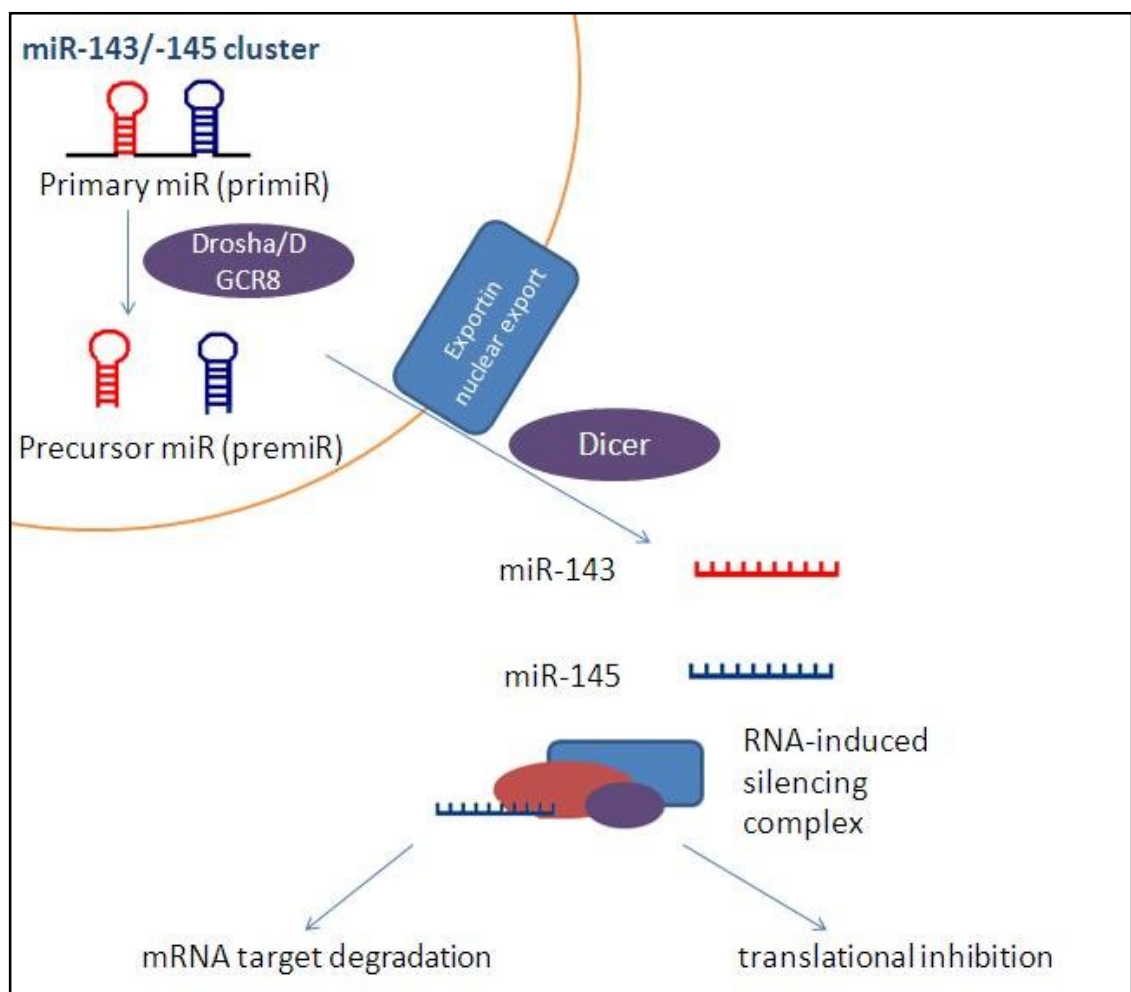 miR-143/-145 cluster
Primary miR (primiR)
Drosha/D
GCR8
Exportin
nuclear export
Precursor miR (premiR)
Dicer
miR-143
miR-145
RNA-induced
silencing
complex
mRNA target degradation
translational inhibition